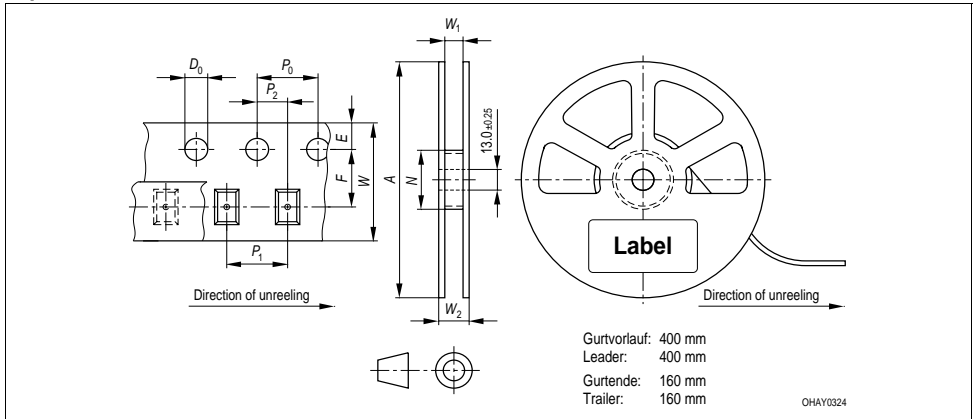 W1
D0
P0
P2
E
F
W
A
N
13.0 ±0.25
Label
P1
Direction of unreeling
W2
Direction of unreeling
Gurtvorlauf: 400 mm
Leader: 400 mm
Gurtende: 160 mm
Trailer: 160 mm
OHAY0324